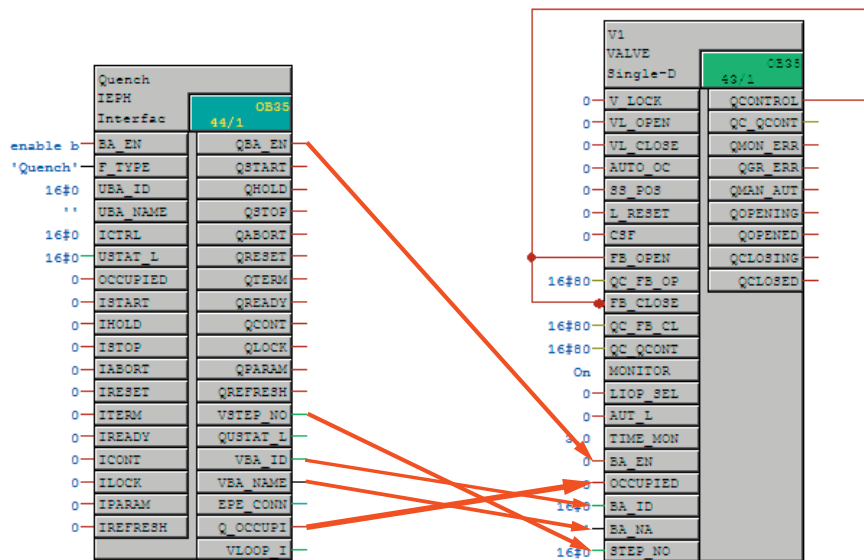 Quench
IEPH
Interfac
OB35
44/1
enable b BA_EN QBA_EN
'Quench' F_TYPE QSTART
16#0 UBA_ID QHOLD
'' UBA_NAME QSTOP
16#0 ICTRL QABORT
16#0 USTAT_L QRESET
0 OCCUPIED QTERM
0 ISTART QREADY
0 IHOLD QCONT
0 ISTOP QLOCK
0 IABORT QPARAM
0 IRESET QREFRESH
0 ITERM VSTEP_NO
0 IREADY QUSTAT_L
0 ICONT VBA_ID
0 ILOCK VBA_NAME
0 IPARAM EPE_CONN
0 IREFRESH Q_OCCUPI
VLOOP_I
V1
VALVE
Single-D
OB35
43/1
0 V_LOCK QCONTROL
0 VL_OPEN QC_QCONT
0 VL_CLOSE QMON_ERR
0 AUTO_OC QGR_ERR
0 SS_POS QMAN_AUT
0 L_RESET QOPENING
0 CSF QOPENED
FB_OPEN QCLOSING
16#80 QC_FB_OP QCLOSED
FB_CLOSE
16#80 QC_FB_CL
16#80 QC_QCONT
On MONITOR
0 LIOP_SEL
0 AUT_L
TIME_MON
0 BA_EN
OCCUPIED
16#0 BA_ID
BA_NA
16#0 STEP_NO